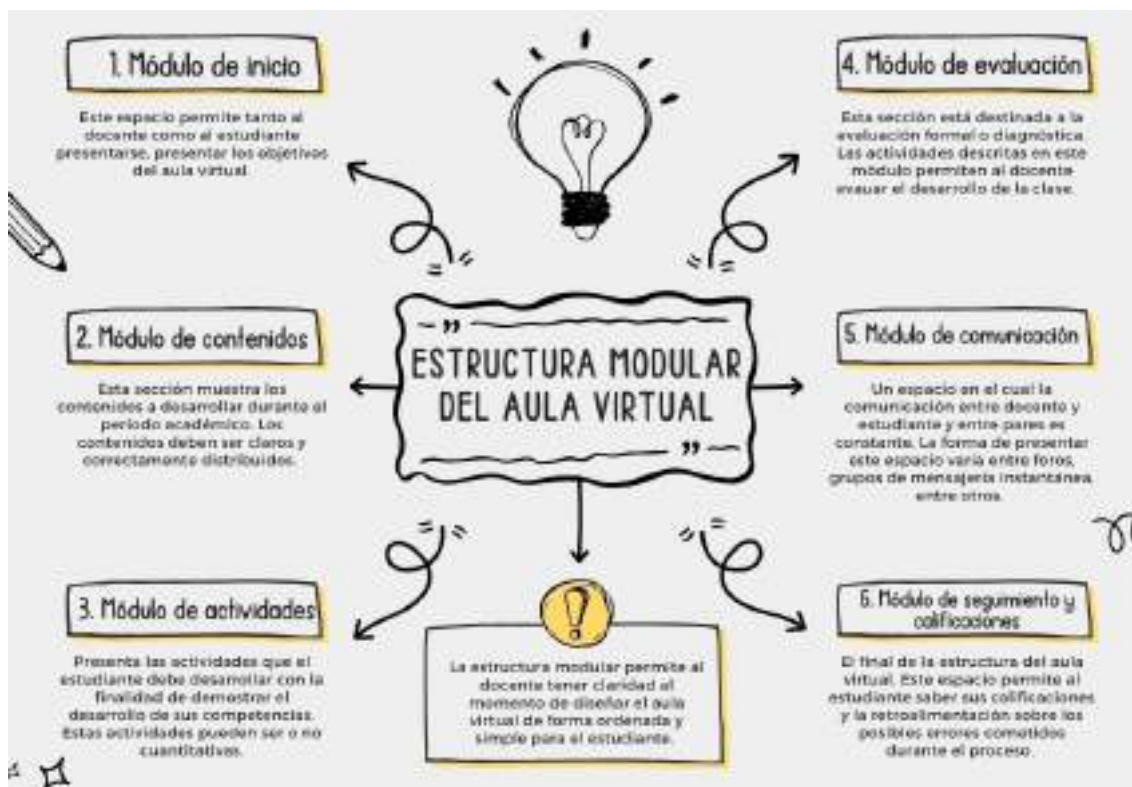 1. Módulo de inicio
Este espacio permite tanto al
docente como al estudiante
presentarse, presentar los objetivos
del aula virtual.
2. Módulo de contenidos
Esta sección muestra los
contenidos a desarrollar durante el
periodo académico. Los
contenidos deben ser claros y
correctamente distribuidos.
3. Módulo de actividades
Presenta las actividades que el
estudiante debe desarrollar con la
finalidad de demostrar el
desarrollo de sus competencias.
Estas actividades pueden ser o no
cuantitativas.
ESTRUCTURA MODULAR
DEL AULA VIRTUAL
La estructura modular permite al
docente tener claridad al
momento de diseñar el aula
virtual de forma ordenada y
simple para el estudiante.
4. Módulo de evaluación
Esta sección está destinada a la
evaluación formal o diagnóstica.
Las actividades descritas en este
módulo permiten al docente
evauar el desarrollo de la clase.
5. Módulo de comunicación
Un espacio en el cual la
comunicación entre docente y
estudiante y entre pares es
constante. La forma de presentar
este espacio varía entre foros,
grupos de mensajería instantánea,
entre otros.
6. Módulo de seguimiento y
calificaciones
El final de la estructura del aula
virtual. Este espacio permite al
estudiante saber sus calificaciones
y la retroalimentación sobre los
posibles errores cometidos
durante el proceso.